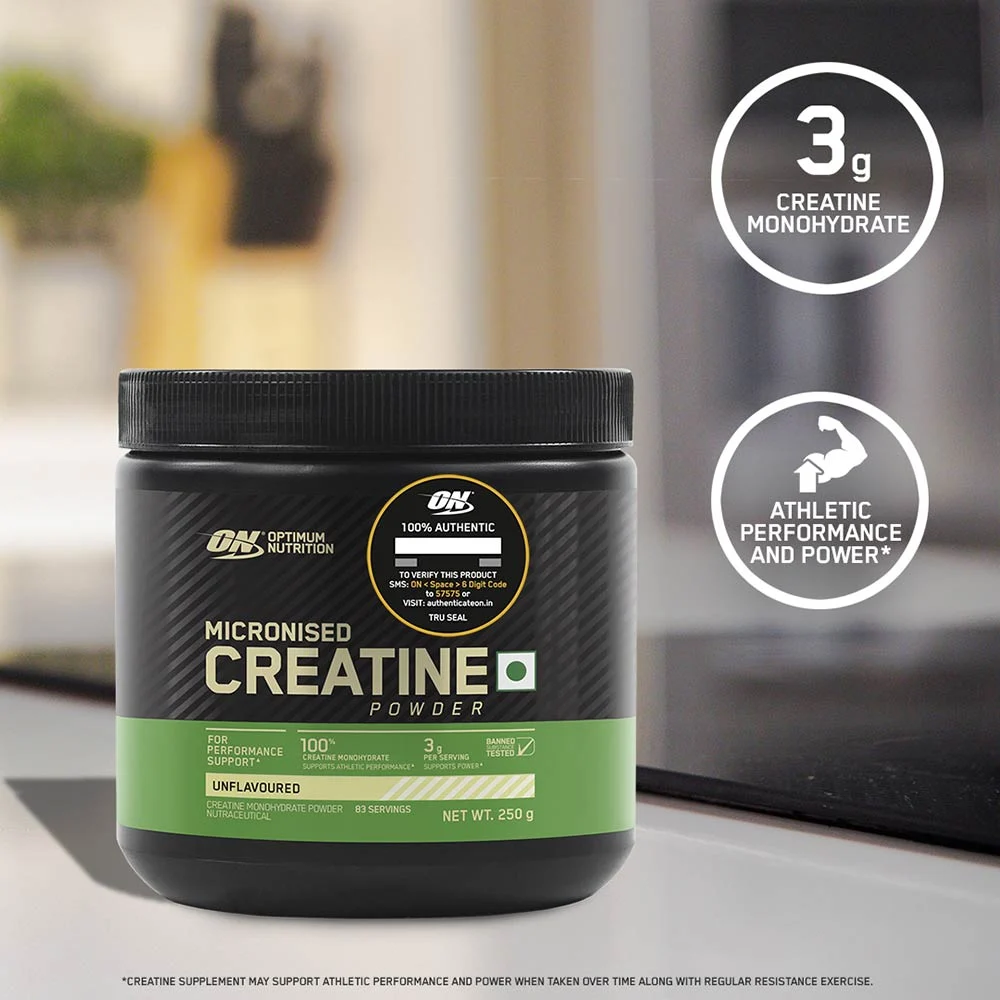 3g
CREATINE
MONOHYDRATE
ATHLETIC
PERFORMANCE
AND POWER*
ON
100% AUTHENTIC
TO VERIFY THIS PRODUCT
SMS: ON < Space > 6 Digit Code
to 57575 or
VISIT: authenticateon.in
TRU SEAL
ON® OPTIMUM
NUTRITION
MICRONISED
CREATINE
POWDER
FOR
PERFORMANCE
SUPPORT*
100%
CREATINE MONOHYDRATE
SUPPORTS ATHLETIC PERFORMANCE*
3g
PER SERVING
SUPPORTS POWER*
BANNED
SUBSTANCE
TESTED
UNFLAVOURED
CREATINE MONOHYDRATE POWDER
NUTRACEUTICAL
83 SERVINGS
NET WT. 250 g
*CREATINE SUPPLEMENT MAY SUPPORT ATHLETIC PERFORMANCE AND POWER WHEN TAKEN OVER TIME ALONG WITH REGULAR RESISTANCE EXERCISE.